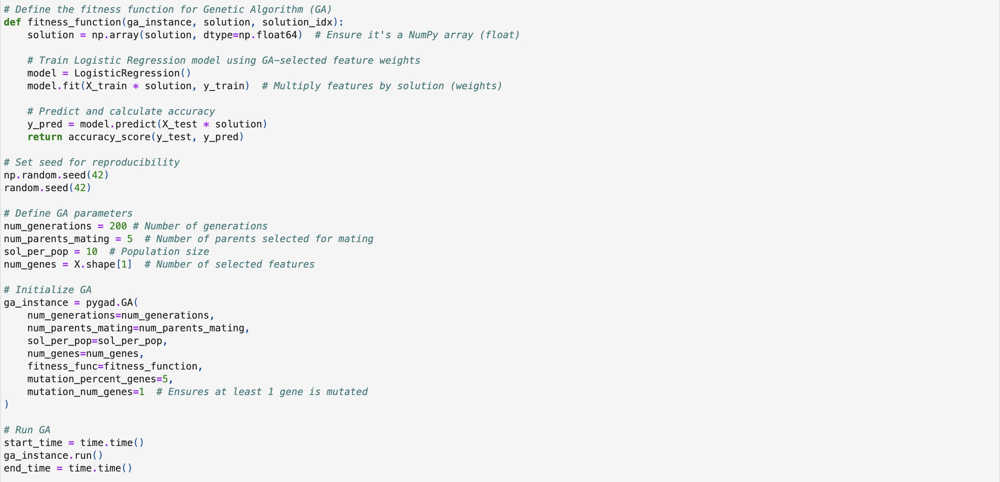 # Define the fitness function for Genetic Algorithm (GA)
def fitness_function(ga_instance, solution, solution_idx):
    solution = np.array(solution, dtype=np.float64)  # Ensure it's a NumPy array (float)

    # Train Logistic Regression model using GA-selected feature weights
    model = LogisticRegression()
    model.fit(X_train * solution, y_train)  # Multiply features by solution (weights)

    # Predict and calculate accuracy
    y_pred = model.predict(X_test * solution)
    return accuracy_score(y_test, y_pred)

# Set seed for reproducibility
np.random.seed(42)
random.seed(42)

# Define GA parameters
num_generations = 200 # Number of generations
num_parents_mating = 5  # Number of parents selected for mating
sol_per_pop = 10  # Population size
num_genes = X.shape[1]  # Number of selected features

# Initialize GA
ga_instance = pygad.GA(
    num_generations=num_generations,
    num_parents_mating=num_parents_mating,
    sol_per_pop=sol_per_pop,
    num_genes=num_genes,
    fitness_func=fitness_function,
    mutation_percent_genes=5,
    mutation_num_genes=1  # Ensures at least 1 gene is mutated
)

# Run GA
start_time = time.time()
ga_instance.run()
end_time = time.time()